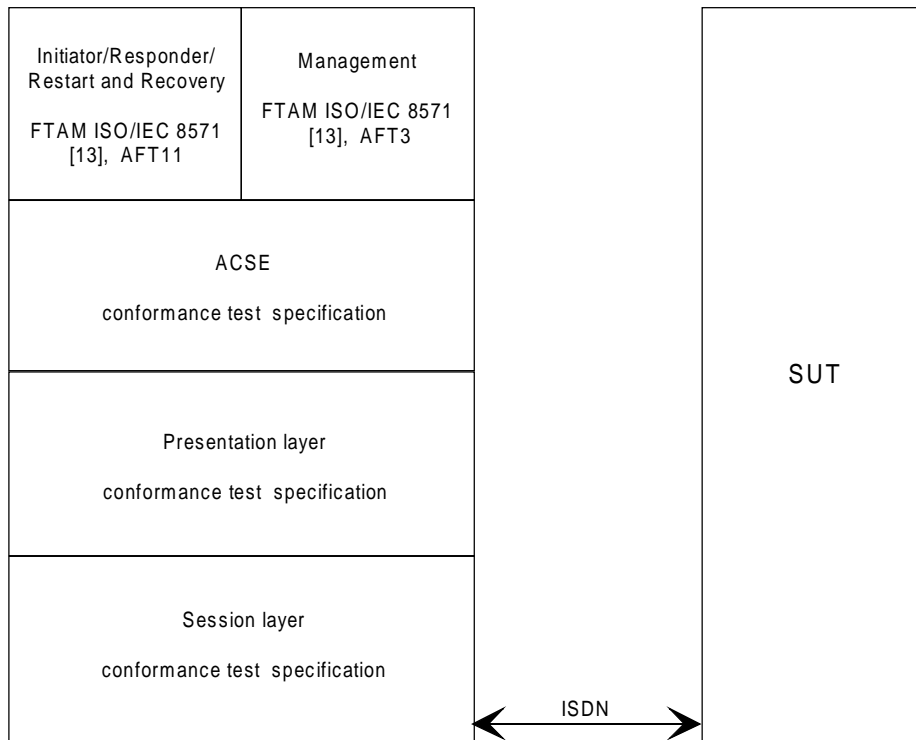 Initiator/Responder/
Restart and Recovery
FTAM ISO/IEC 8571
[13], AFT11
Management
FTAM ISO/IEC 8571
[13], AFT3
ACSE
conformance test specification
Presentation layer
conformance test specification
Session layer
conformance test specification
ISDN
SUT